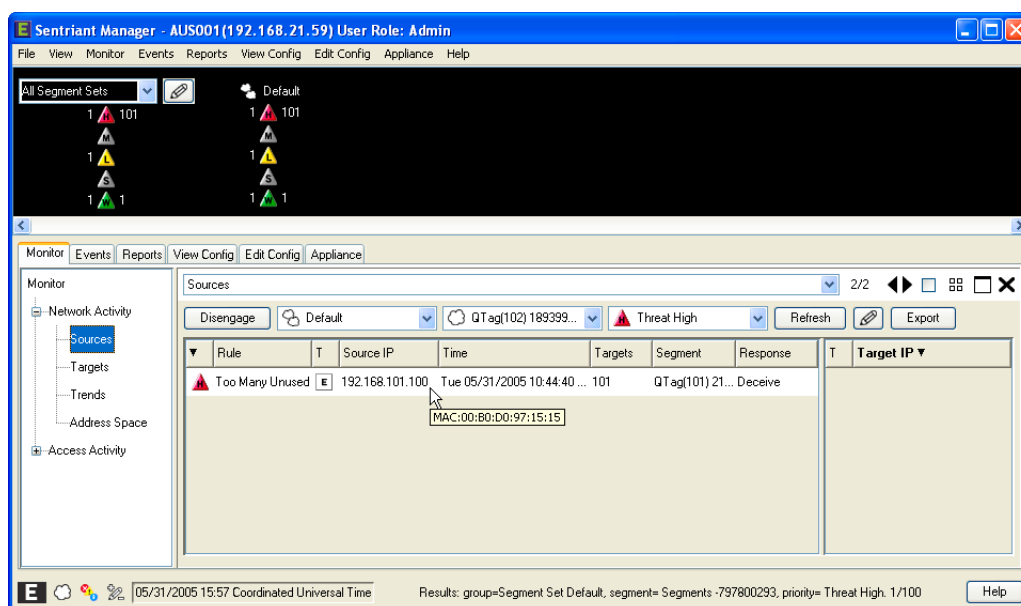 E Sentriant Manager - AUS001(192.168.21.59) User Role: Admin
File View Monitor Events Reports View Config Edit Config Appliance Help
All Segment Sets Default
1 H 101 1 H 101
M M
1 L 1 L
S S
1 W 1 1 W 1
Monitor Events Reports View Config Edit Config Appliance
Monitor
Network Activity
Sources
Targets
Trends
Address Space
Access Activity
Sources 2/2
Disengage Default QTag(102) 189399... H Threat High Refresh Export
Rule T Source IP Time Targets Segment Response T Target IP
H Too Many Unused E 192.168.101.100 Tue 05/31/2005 10:44:40 ... 101 QTag(101) 21... Deceive
MAC:00:B0:D0:97:15:15
E 05/31/2005 15:57 Coordinated Universal Time Results: group=Segment Set Default, segment= Segments -797800293, priority= Threat High. 1/100 Help